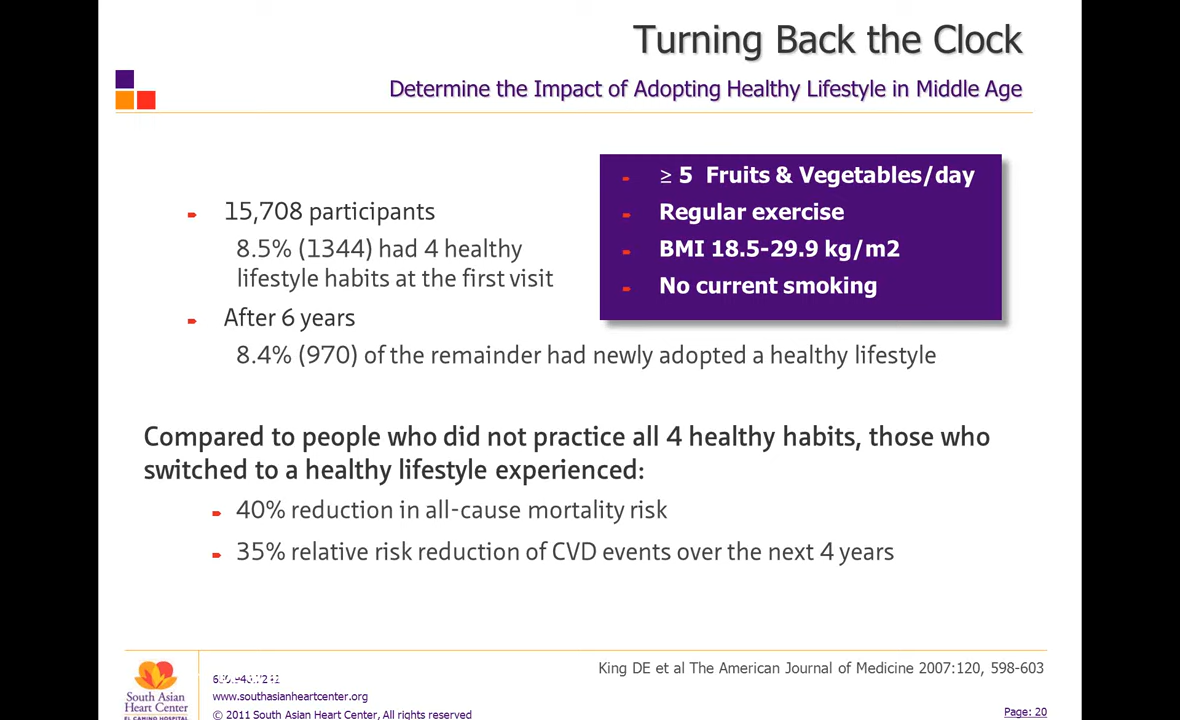 Turning Back the Clock
Determine the Impact of Adopting Healthy Lifestyle in Middle Age
15,708 participants
8.5% (1344) had 4 healthy
lifestyle habits at the first visit
After 6 years
8.4% (970) of the remainder had newly adopted a healthy lifestyle
≥ 5 Fruits & Vegetables/day
Regular exercise
BMI 18.5-29.9 kg/m2
No current smoking
Compared to people who did not practice all 4 healthy habits, those who
switched to a healthy lifestyle experienced:
40% reduction in all-cause mortality risk
35% relative risk reduction of CVD events over the next 4 years
King DE et al The American Journal of Medicine 2007:120, 598-603
South Asian
Heart Center
EL CAMINO HOSPITAL
www.southasianheartcenter.org
© 2011 South Asian Heart Center, All rights reserved
Page: 20